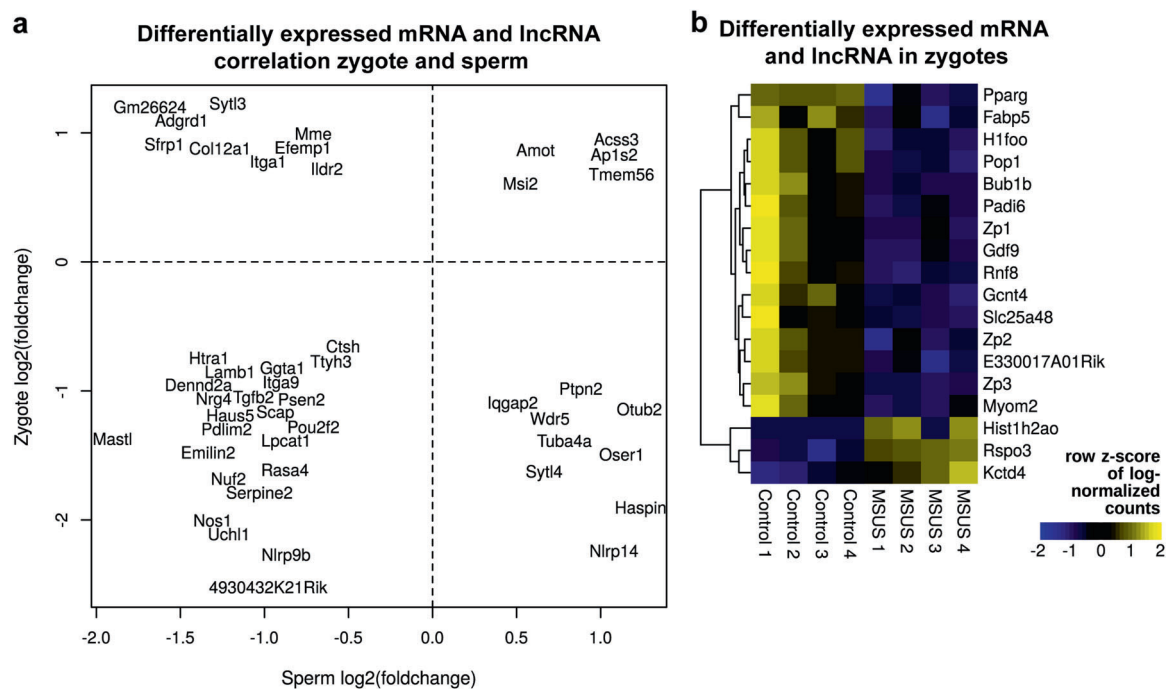 a
Differentially expressed mRNA and lncRNA
correlation zygote and sperm
Zygote log2(foldchange)
1
0
-1
-2
Gm26624
Sytl3
Adgrd1
Sfrp1
Col12a1
Mme
Efemp1
Itga1
Ildr2
Amot
Acss3
Ap1s2
Tmem56
Msi2
Ctsh
Htra1
Ttyh3
Lamb1
Ggta1
Dennd2a
Itga9
Nrg4
Tgfb2
Psen2
Haus5
Scap
Pdlim2
Pou2f2
Mastl
Lpcat1
Emilin2
Rasa4
Nuf2
Serpine2
Nos1
Uchl1
Nlrp9b
4930432K21Rik
Ptpn2
Iqgap2
Otub2
Wdr5
Tuba4a
Oser1
Sytl4
Haspin
Nlrp14
-2.0 -1.5 -1.0 -0.5 0.0 0.5 1.0
Sperm log2(foldchange)
b
Differentially expressed mRNA
and lncRNA in zygotes
Pparg
Fabp5
H1foo
Pop1
Bub1b
Padi6
Zp1
Gdf9
Rnf8
Gcnt4
Slc25a48
Zp2
E330017A01Rik
Zp3
Myom2
Hist1h2ao
Rspo3
Kctd4
Control 1
Control 2
Control 3
Control 4
MSUS 1
MSUS 2
MSUS 3
MSUS 4
row z-score
of log-
normalized
counts
-2 -1 0 1 2